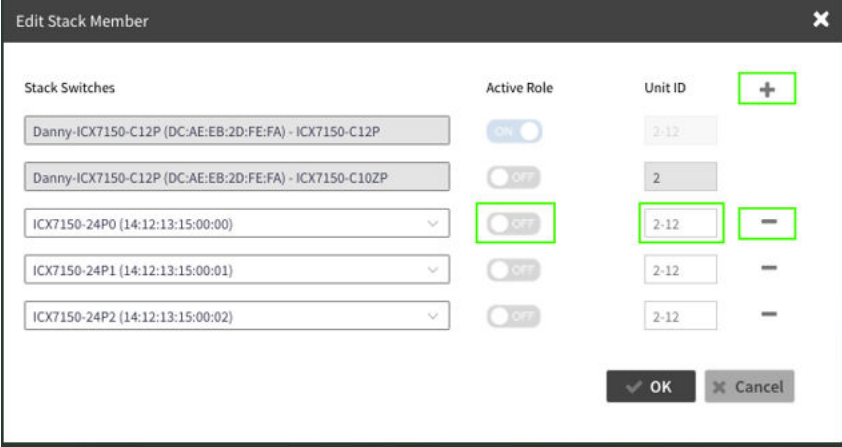 Edit Stack Member
Stack Switches Active Role Unit ID
Danny-ICX7150-C12P (DC:AE:EB:2D:FE:FA) - ICX7150-C12P ON 2-12
Danny-ICX7150-C12P (DC:AE:EB:2D:FE:FA) - ICX7150-C10ZP OFF 2
ICX7150-24P0 (14:12:13:15:00:00) OFF 2-12
ICX7150-24P1 (14:12:13:15:00:01) OFF 2-12
ICX7150-24P2 (14:12:13:15:00:02) OFF 2-12
OK Cancel